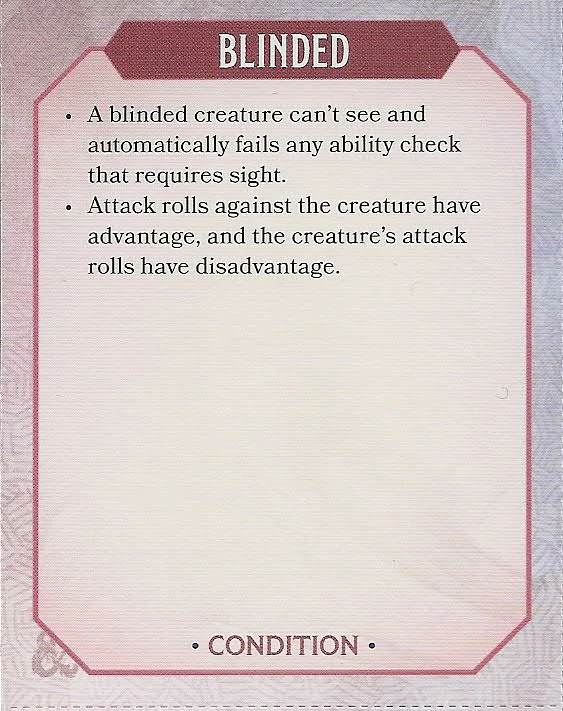 BLINDED
• A blinded creature can't see and
automatically fails any ability check
that requires sight.
• Attack rolls against the creature have
advantage, and the creature's attack
rolls have disadvantage.
• CONDITION •